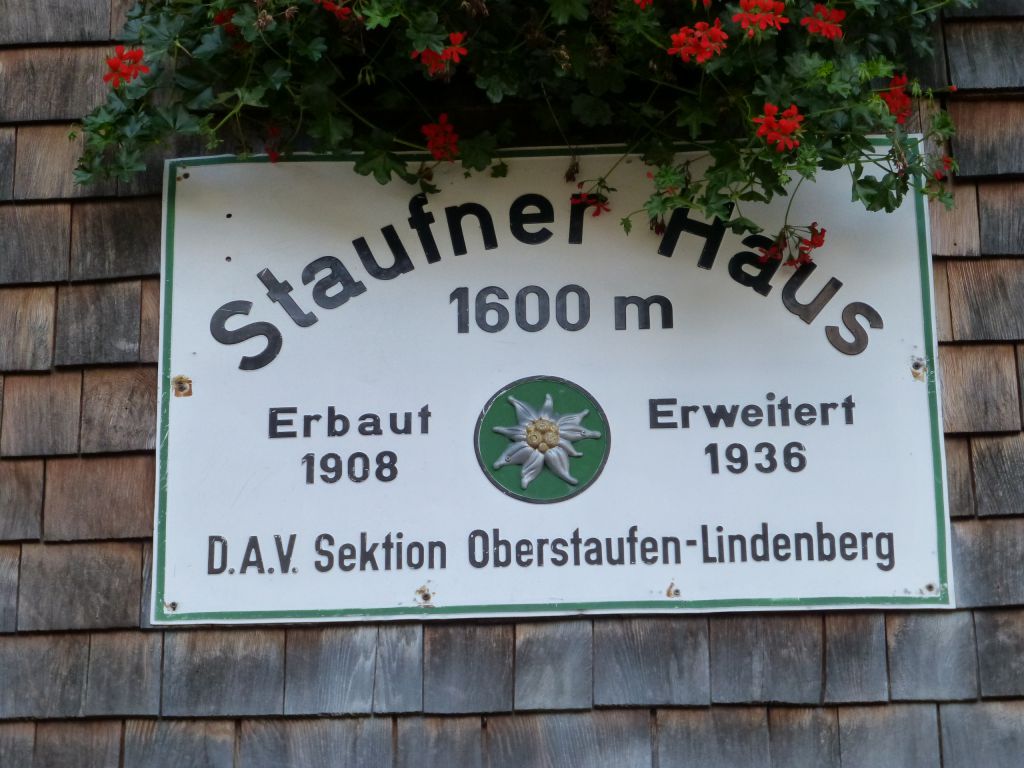 Staufner Haus
1600 m
Erbaut
1908
Erweitert
1936
D.A.V. Sektion Oberstaufen-Lindenberg